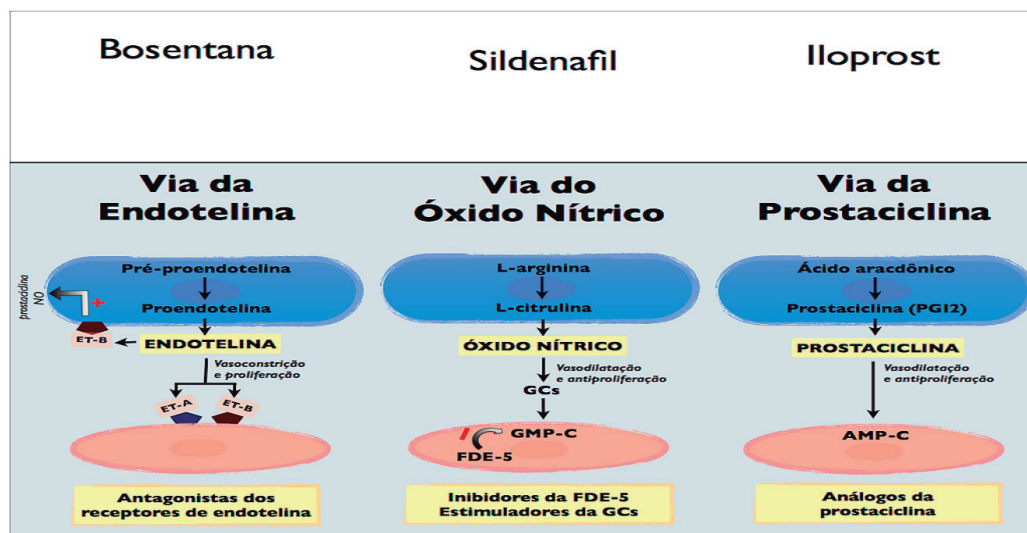 Bosentana
Sildenafil
Iloprost
Via da
Endotelina
Pré-proendotelina
Proendotelina
prostaciclina
NO
+
ET-B
ENDOTELINA
Vasoconstrição
e proliferação
ET-A
ET-B
Antagonistas dos
receptores de endotelina
Via do
Óxido Nítrico
L-arginina
L-citrulina
ÓXIDO NÍTRICO
Vasodilatação
e antiproliferação
GCs
GMP-C
FDE-5
Inibidores da FDE-5
Estimuladores da GCs
Via da
Prostaciclina
Ácido aracdônico
Prostaciclina (PGI2)
PROSTACICLINA
Vasodilatação
e antiproliferação
AMP-C
Análogos da
prostaciclina